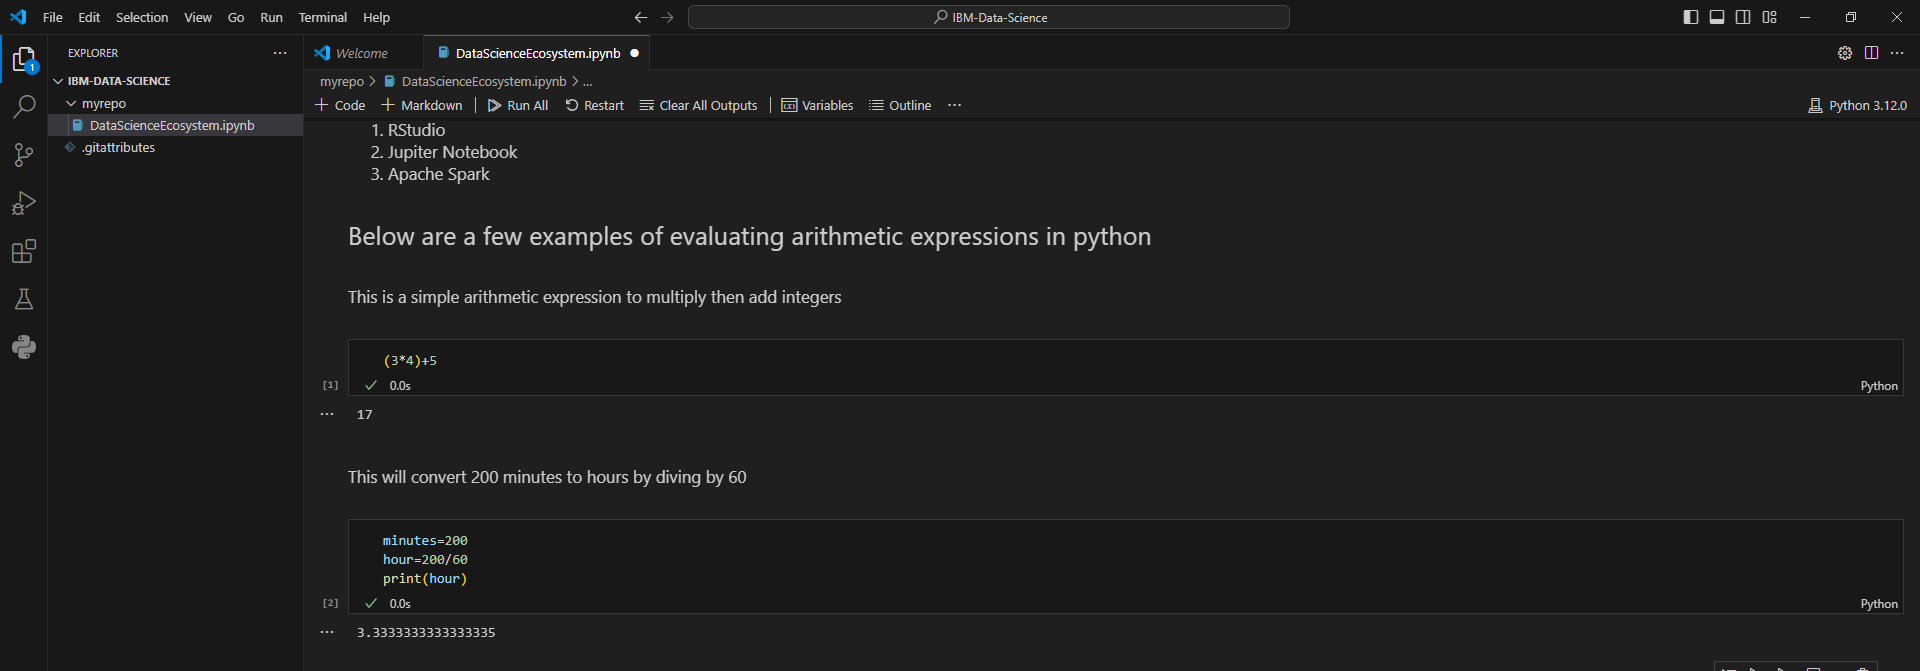 File Edit Selection View Go Run Terminal Help
IBM-Data-Science
EXPLORER
Welcome
DataScienceEcosystem.ipynb
1
IBM-DATA-SCIENCE
myrepo
DataScienceEcosystem.ipynb
.gitattributes
myrepo > DataScienceEcosystem.ipynb > ...
+ Code + Markdown Run All Restart Clear All Outputs Variables Outline ...
Python 3.12.0
1. RStudio
2. Jupiter Notebook
3. Apache Spark
Below are a few examples of evaluating arithmetic expressions in python
This is a simple arithmetic expression to multiply then add integers
(3*4)+5
[1] ✓ 0.0s
Python
... 17
This will convert 200 minutes to hours by diving by 60
minutes=200
hour=200/60
print(hour)
[2] ✓ 0.0s
Python
... 3.3333333333333335